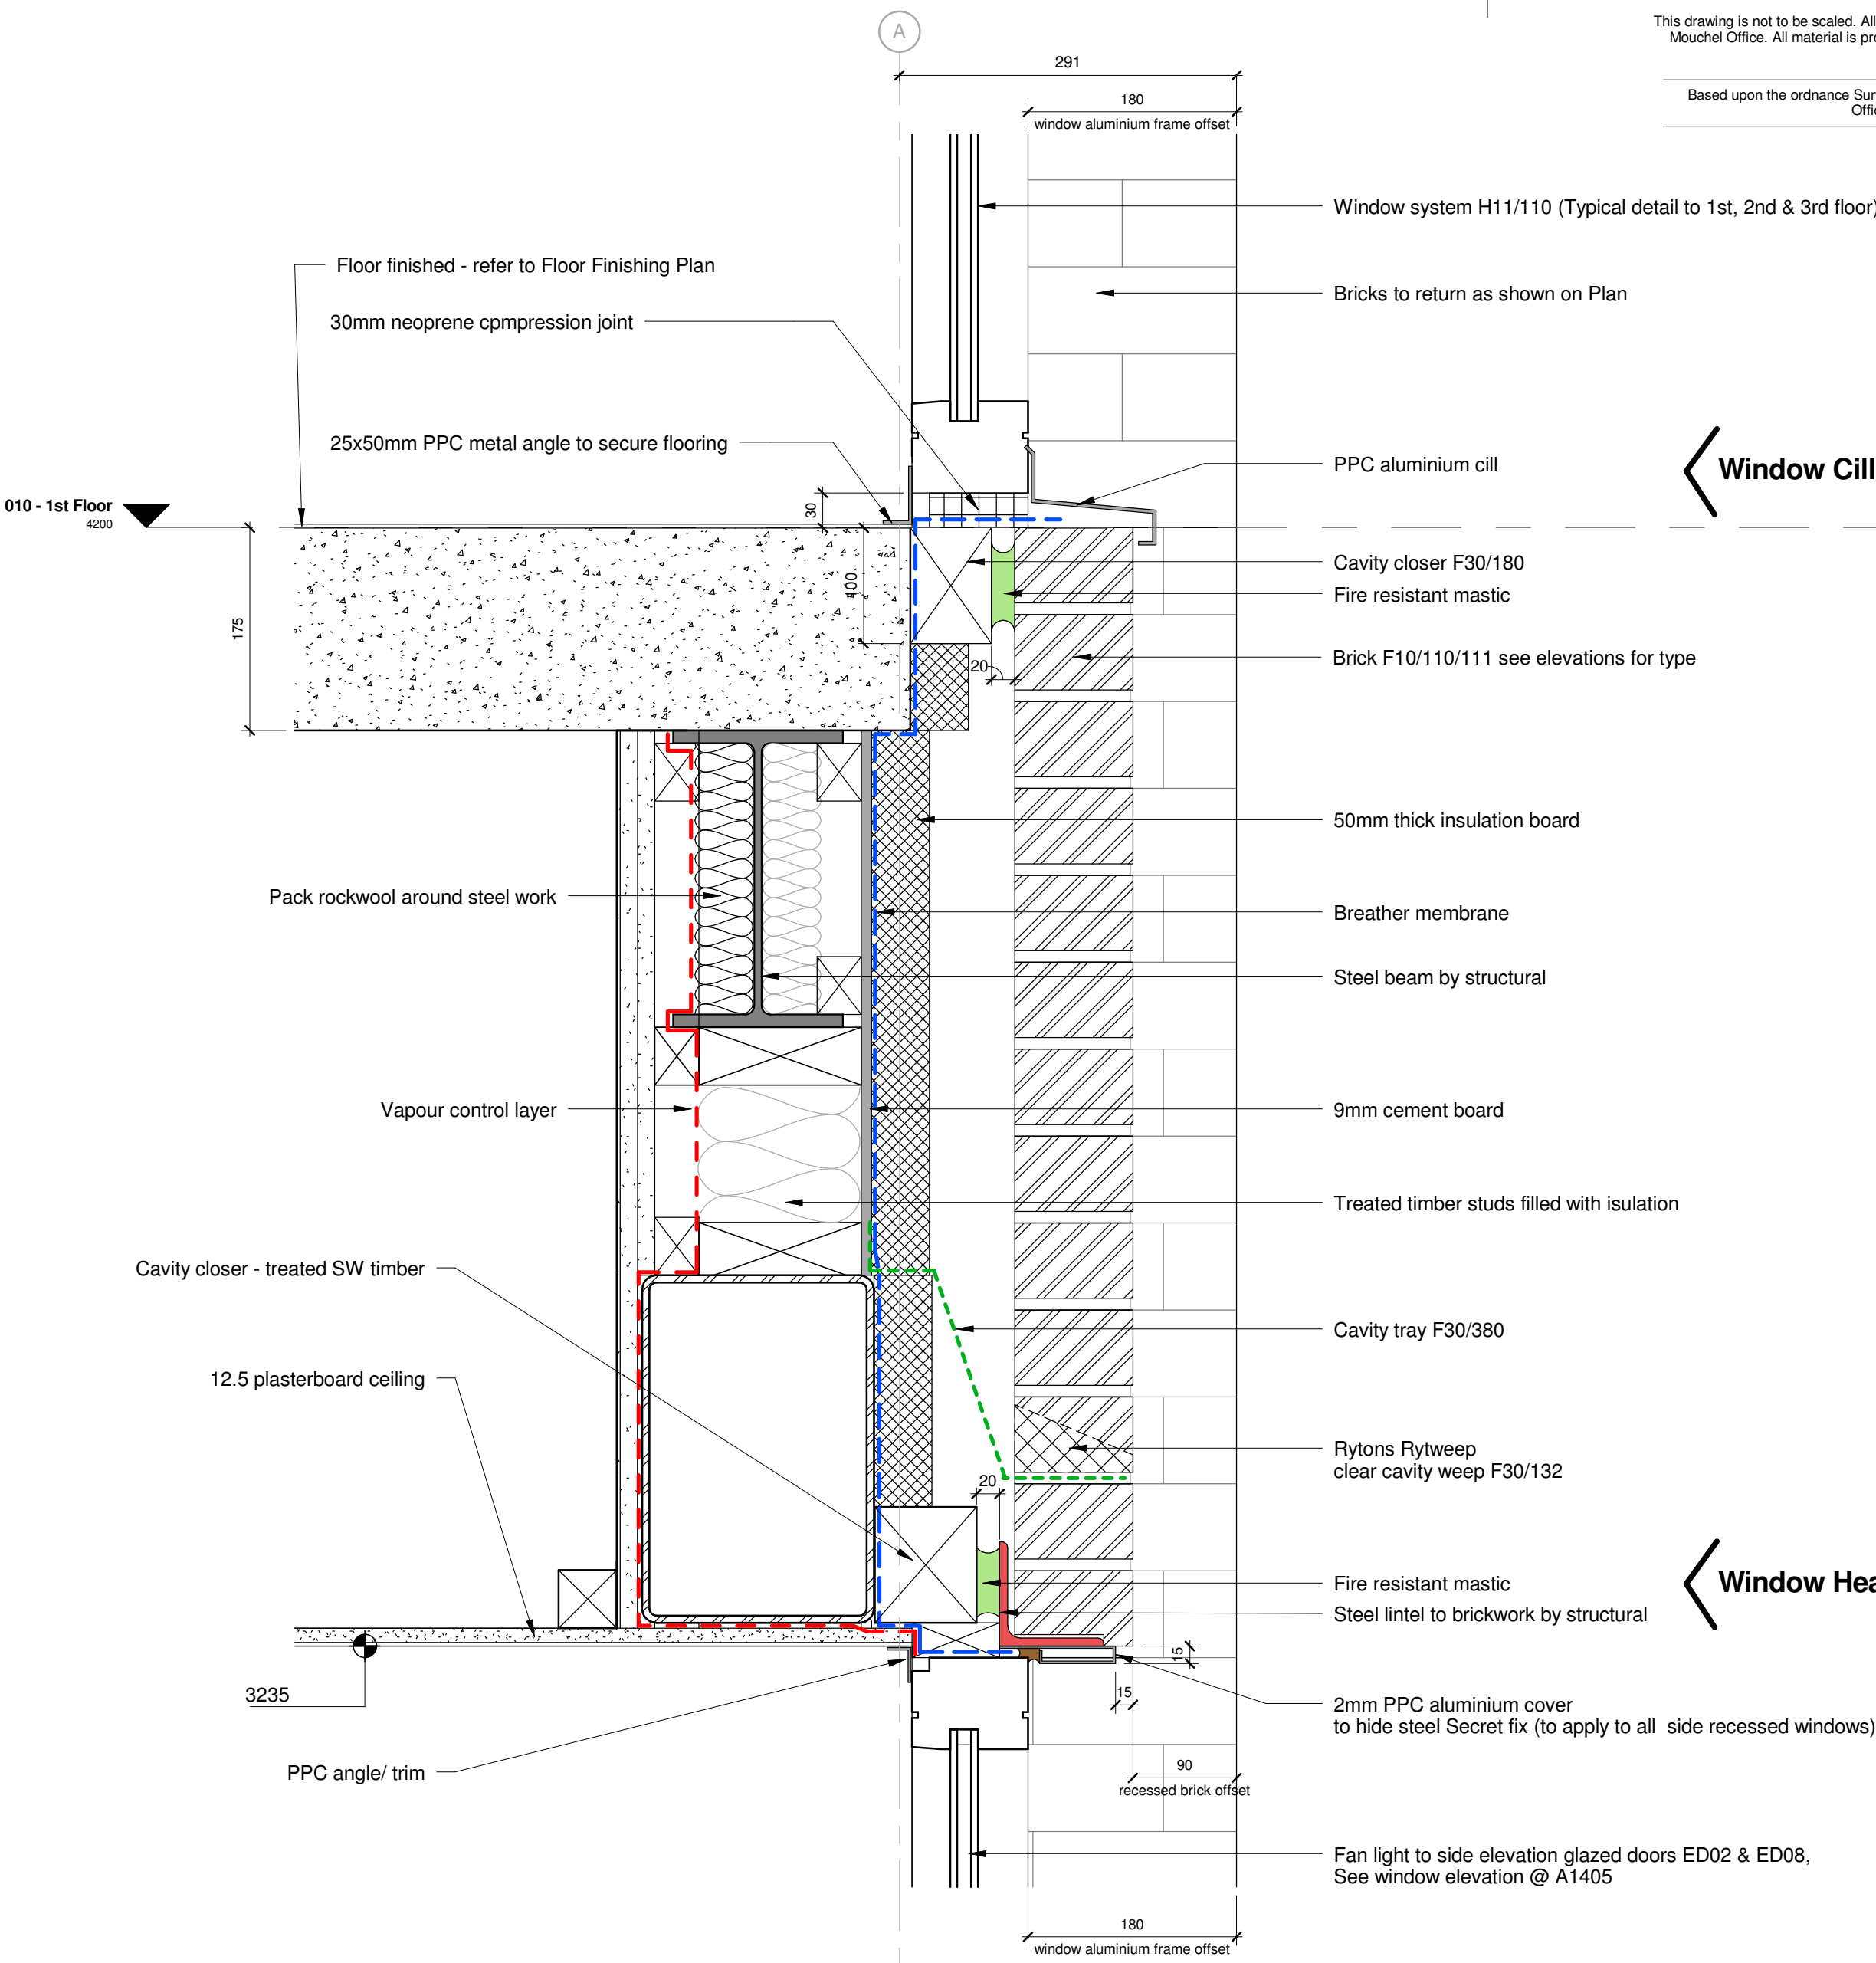 This drawing is not to be scaled. All
Mouchel Office. All material is pro
Based upon the ordnance Sur
Offi
A
291
180
window aluminium frame offset
Window system H11/110 (Typical detail to 1st, 2nd & 3rd floor)
Floor finished - refer to Floor Finishing Plan
Bricks to return as shown on Plan
30mm neoprene cpmpression joint
25x50mm PPC metal angle to secure flooring
PPC aluminium cill
Window Cill
010 - 1st Floor
4200
30
Cavity closer F30/180
100
Fire resistant mastic
175
20
Brick F10/110/111 see elevations for type
50mm thick insulation board
Pack rockwool around steel work
Breather membrane
Steel beam by structural
Vapour control layer
9mm cement board
Treated timber studs filled with isulation
Cavity closer - treated SW timber
Cavity tray F30/380
12.5 plasterboard ceiling
Rytons Rytweep
clear cavity weep F30/132
20
Fire resistant mastic
Window Hea
Steel lintel to brickwork by structural
15
3235
15
2mm PPC aluminium cover
to hide steel Secret fix (to apply to all side recessed windows)
PPC angle/ trim
90
recessed brick offset
Fan light to side elevation glazed doors ED02 & ED08,
See window elevation @ A1405
180
window aluminium frame offset